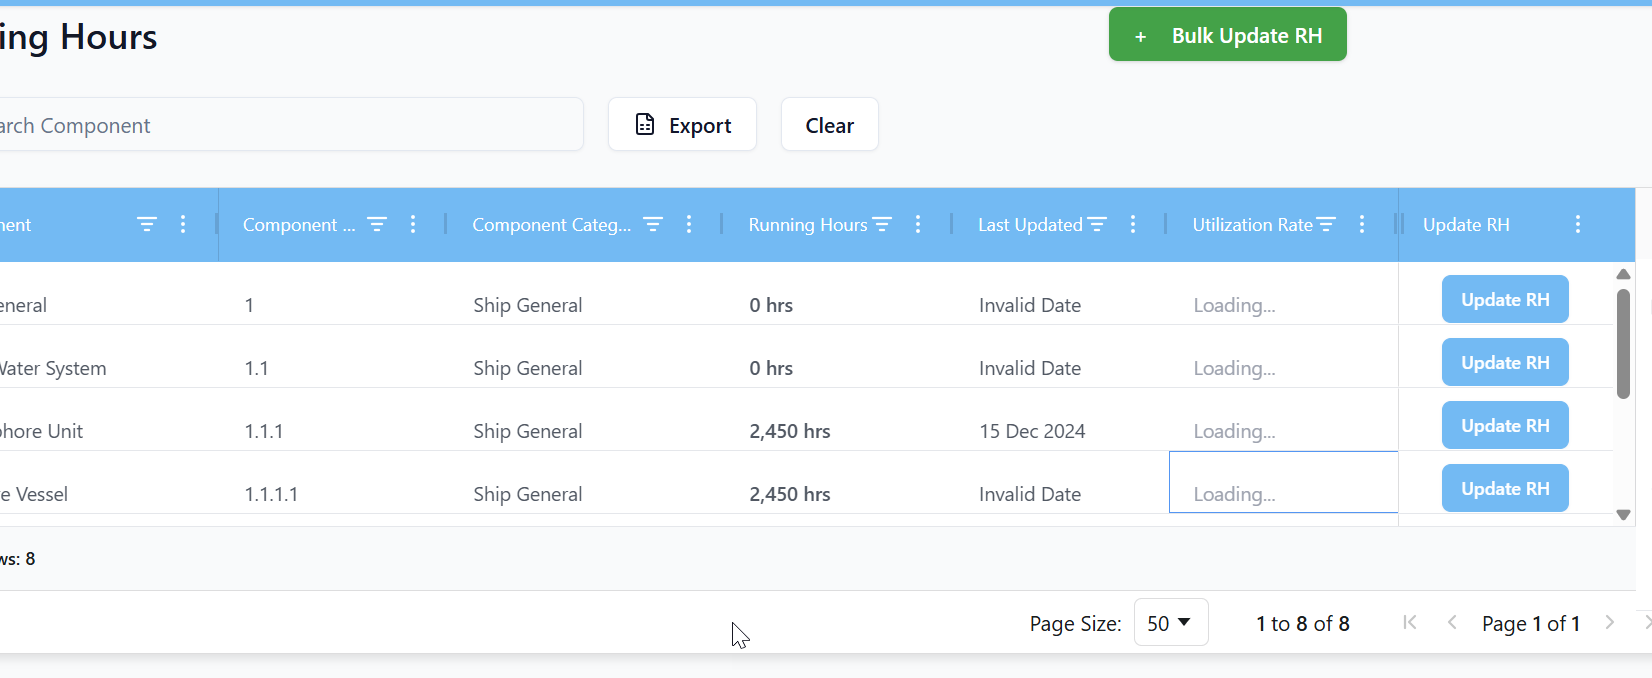 ing Hours
+ Bulk Update RH
arch Component
Export
Clear
nent Component ... Component Categ... Running Hours Last Updated Utilization Rate Update RH
eneral 1 Ship General 0 hrs Invalid Date Loading... Update RH
Water System 1.1 Ship General 0 hrs Invalid Date Loading... Update RH
phore Unit 1.1.1 Ship General 2,450 hrs 15 Dec 2024 Loading... Update RH
e Vessel 1.1.1.1 Ship General 2,450 hrs Invalid Date Loading... Update RH
ws: 8
Page Size: 50 1 to 8 of 8 Page 1 of 1